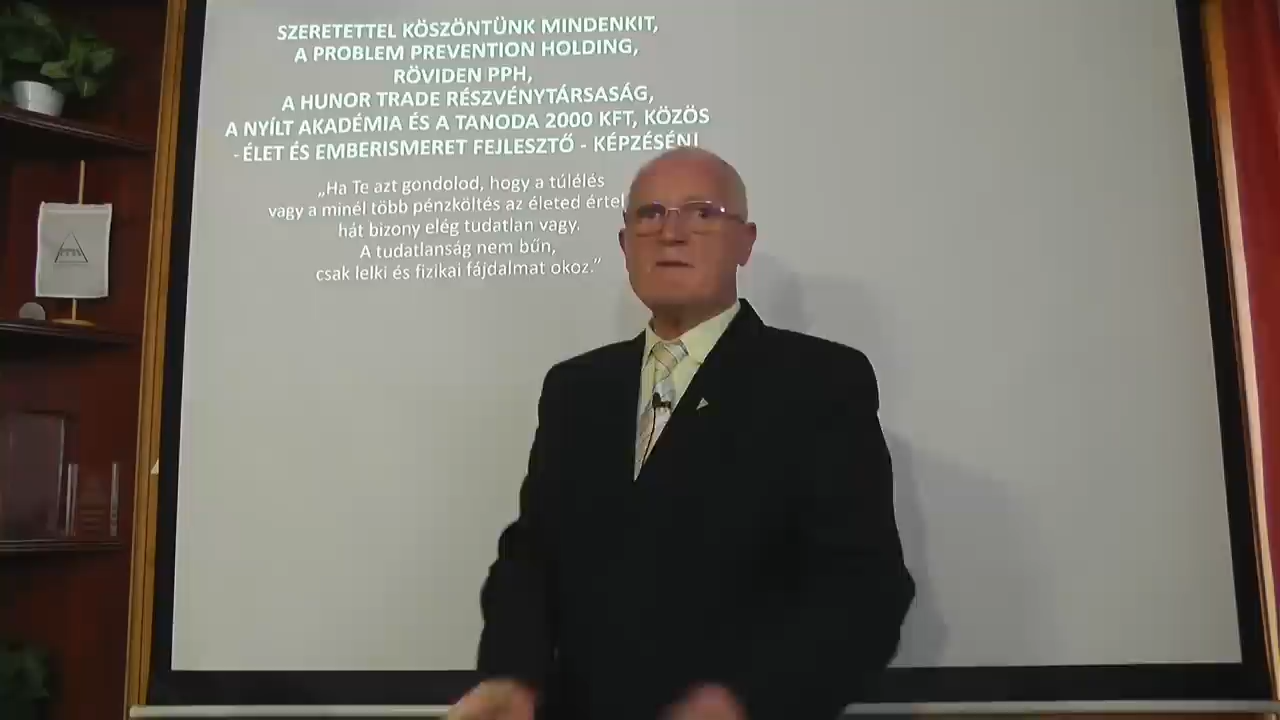 SZERETETTEL KÖSZÖNTÜNK MINDENKIT,
A PROBLEM PREVENTION HOLDING,
RÖVIDEN PPH,
A HUNOR TRADE RÉSZVÉNYTÁRSASÁG,
A NYÍLT AKADÉMIA ÉS A TANODA 2000 KFT, KÖZÖS
- ÉLET ÉS EMBERISMERET FEJLESZTŐ - KÉPZÉSÉN!
„Ha Te azt gondolod, hogy a túlélés
vagy a minél több pénzköltés az életed értel
hát bizony elég tudatlan vagy.
A tudatlanság nem bűn,
csak lelki és fizikai fájdalmat okoz.”